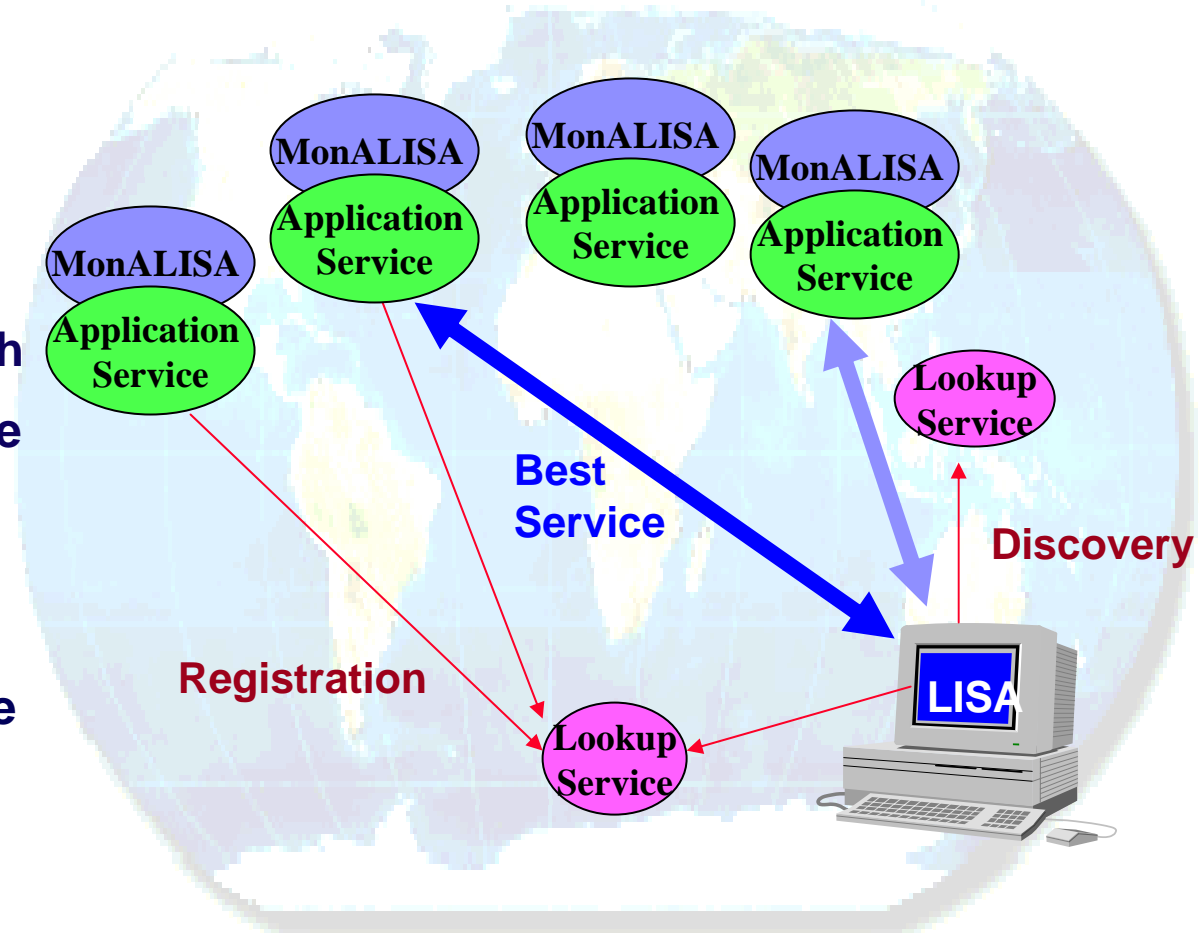 MonALISA
Application
Service
MonALISA
Application
Service
MonALISA
Application
Service
MonALISA
Application
Service
Lookup
Service
Best
Service
Discovery
Registration
LISA
Lookup
Service
h
e
e